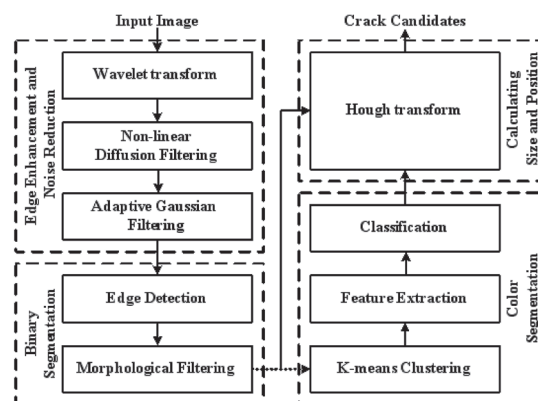 Input Image
Edge Enhancement and
Noise Reduction
Wavelet transform
Non-linear
Diffusion Filtering
Adaptive Gaussian
Filtering
Binary
Segmentation
Edge Detection
Morphological Filtering
Crack Candidates
Hough transform
Calculating
Size and Position
Classification
Feature Extraction
K-means Clustering
Color
Segmentation